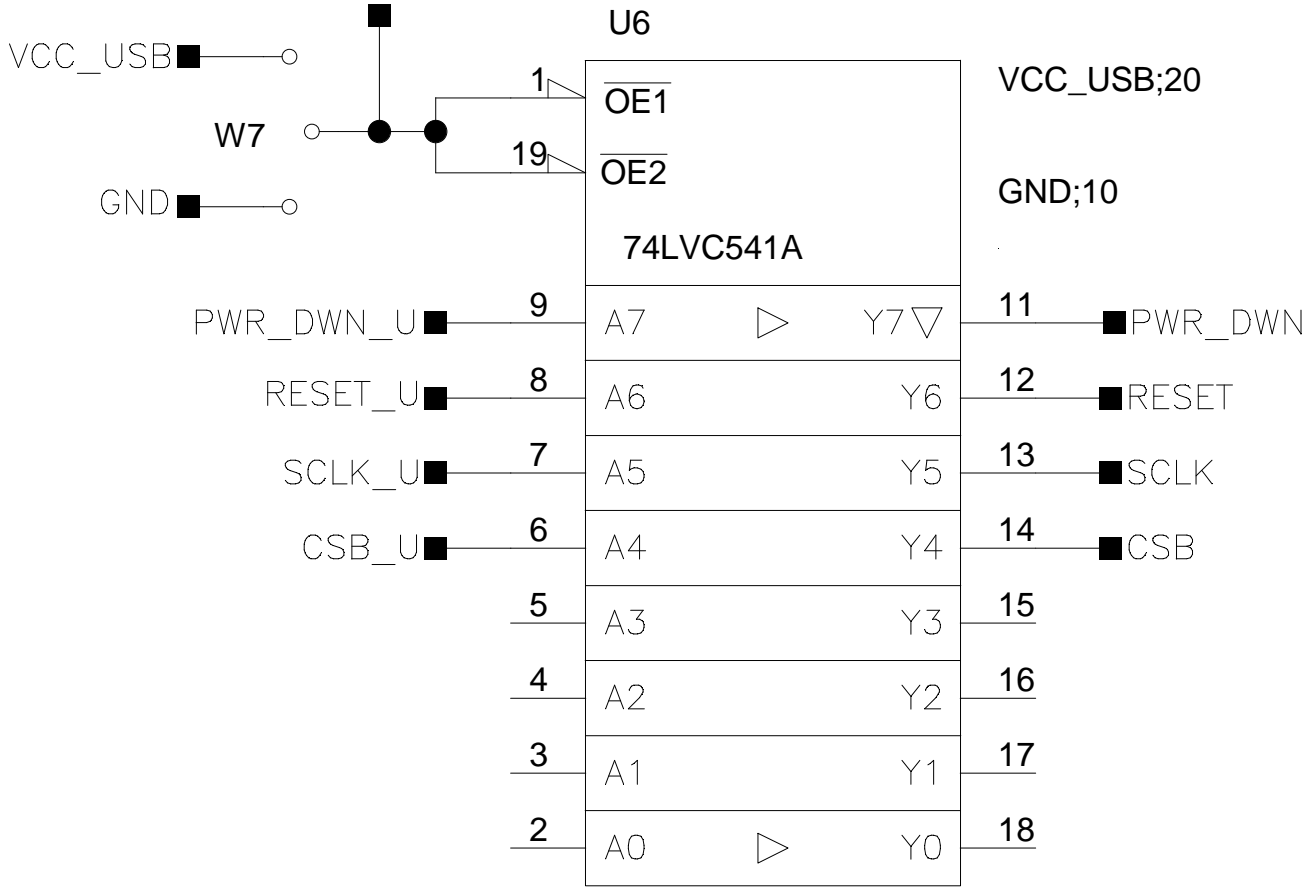 U6
VCC_USB
1
OE1
VCC_USB;20
W7
19
OE2
GND
GND;10
74LVC541A
PWR_DWN_U 9 A7 Y7 11 PWR_DWN
RESET_U 8 A6 Y6 12 RESET
SCLK_U 7 A5 Y5 13 SCLK
CSB_U 6 A4 Y4 14 CSB
5 A3 Y3 15
4 A2 Y2 16
3 A1 Y1 17
2 A0 Y0 18